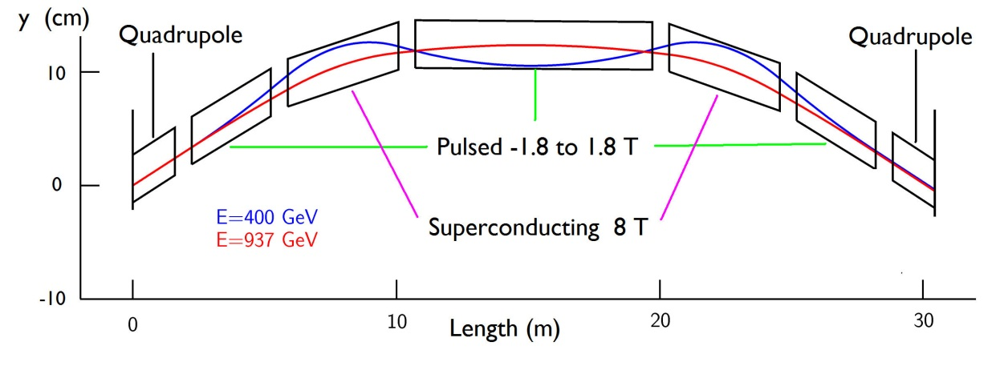 y (cm)
Quadrupole
Quadrupole
10
Pulsed -1.8 to 1.8 T
0
E=400 GeV
E=937 GeV
Superconducting 8 T
-10
0
10
20
30
Length (m)